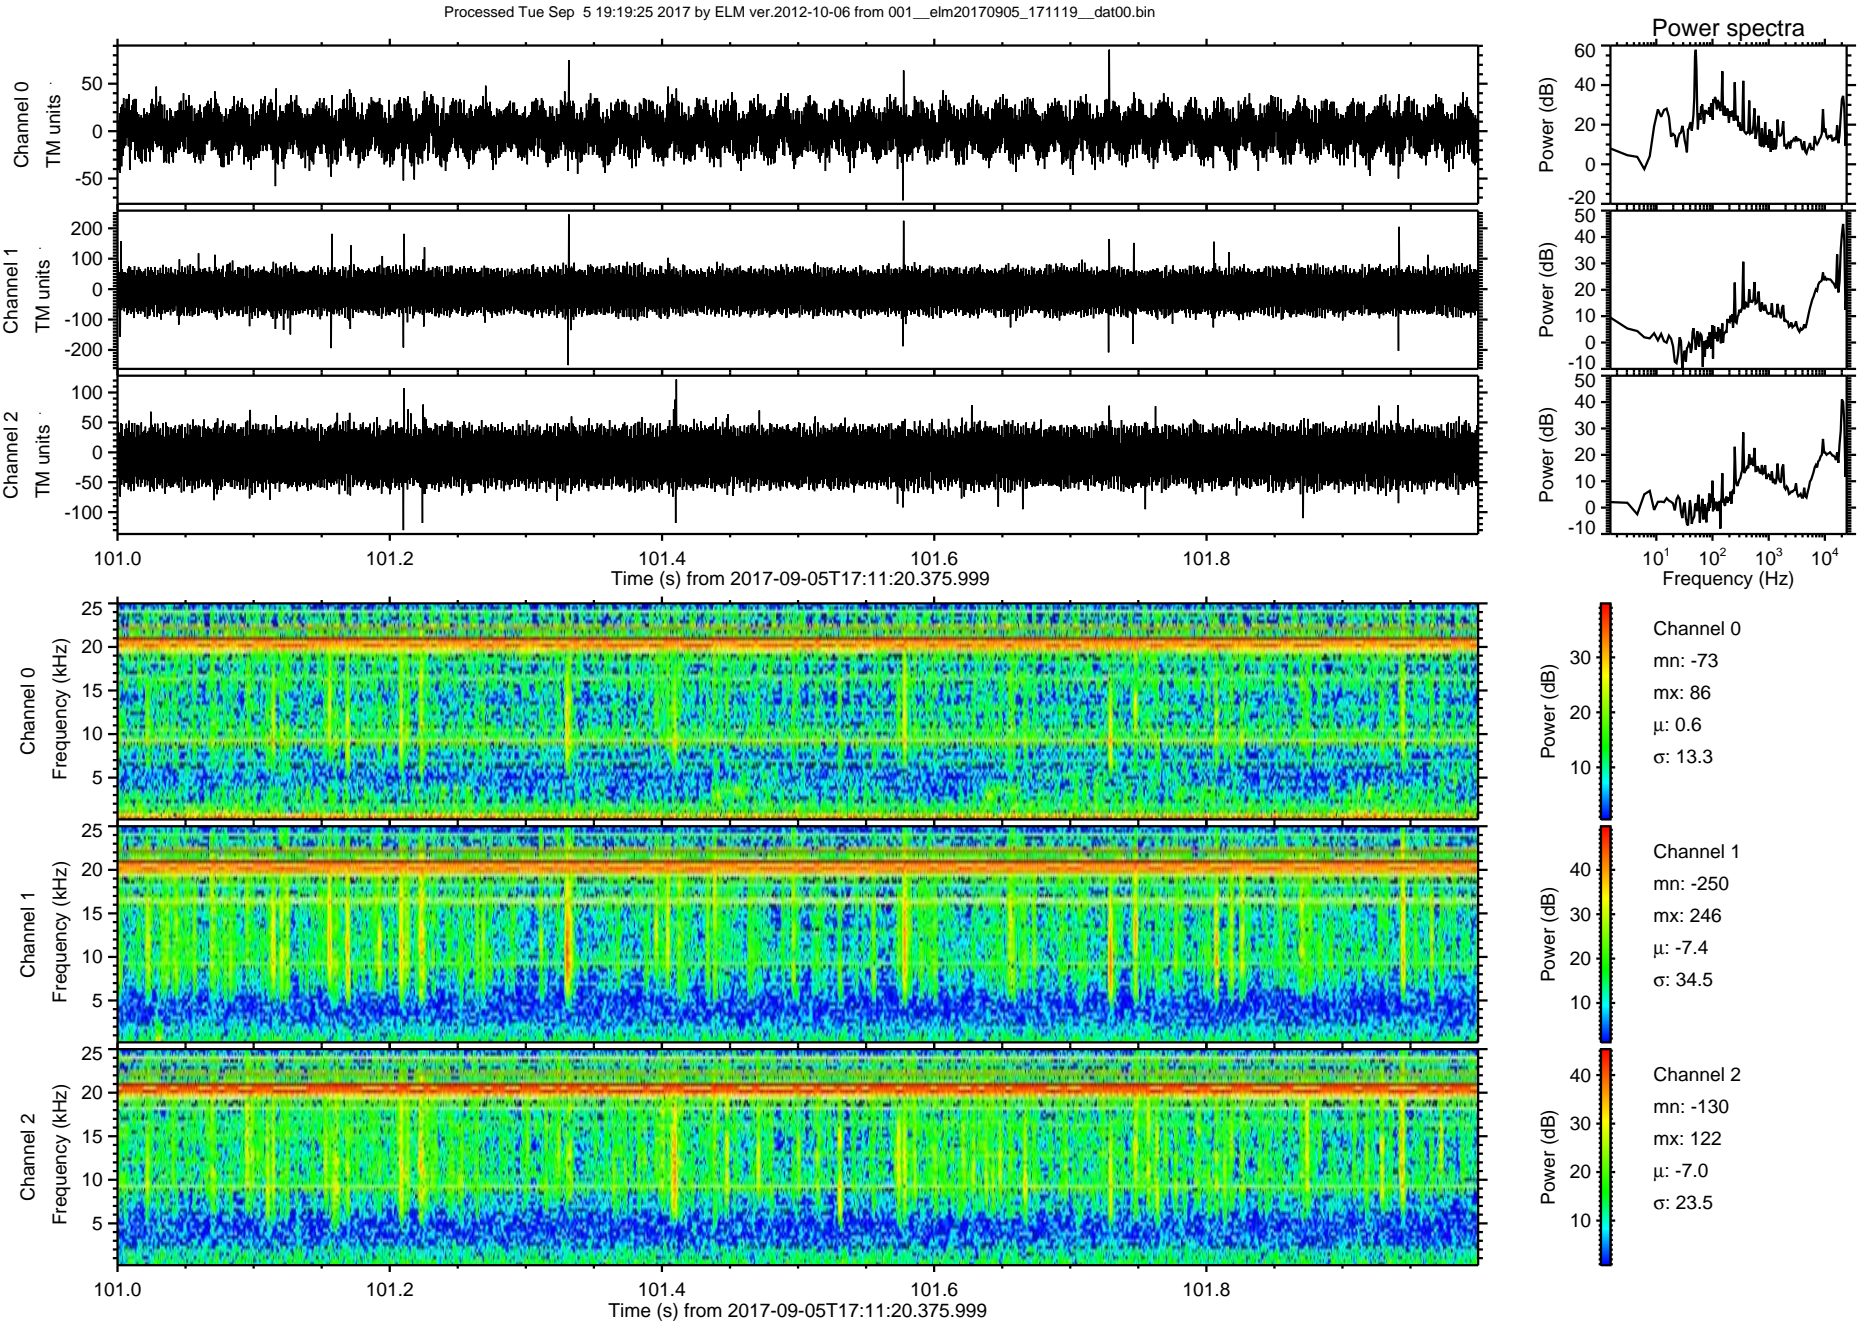 Processed Tue Sep  5 19:19:25 2017 by ELM ver.2012-10-06 from 001__elm20170905_171119__dat00.bin
Power spectra
Channel 0
TM units
50
0
-50
Power (dB)
60
40
20
0
-20
Channel 1
TM units
200
100
0
-100
-200
Power (dB)
50
40
30
20
10
0
-10
Channel 2
TM units
100
50
0
-50
-100
Power (dB)
50
40
30
20
10
0
-10
101.0 101.2 101.4 101.6 101.8
Time (s) from 2017-09-05T17:11:20.375.999
10^1 10^2 10^3 10^4
Frequency (Hz)
Channel 0
Frequency (kHz)
25
20
15
10
5
Power (dB)
30
20
10
Channel 0
mn: -73
mx: 86
μ: 0.6
σ: 13.3
Channel 1
Frequency (kHz)
25
20
15
10
5
Power (dB)
40
30
20
10
Channel 1
mn: -250
mx: 246
μ: -7.4
σ: 34.5
Channel 2
Frequency (kHz)
25
20
15
10
5
Power (dB)
40
30
20
10
Channel 2
mn: -130
mx: 122
μ: -7.0
σ: 23.5
101.0 101.2 101.4 101.6 101.8
Time (s) from 2017-09-05T17:11:20.375.999